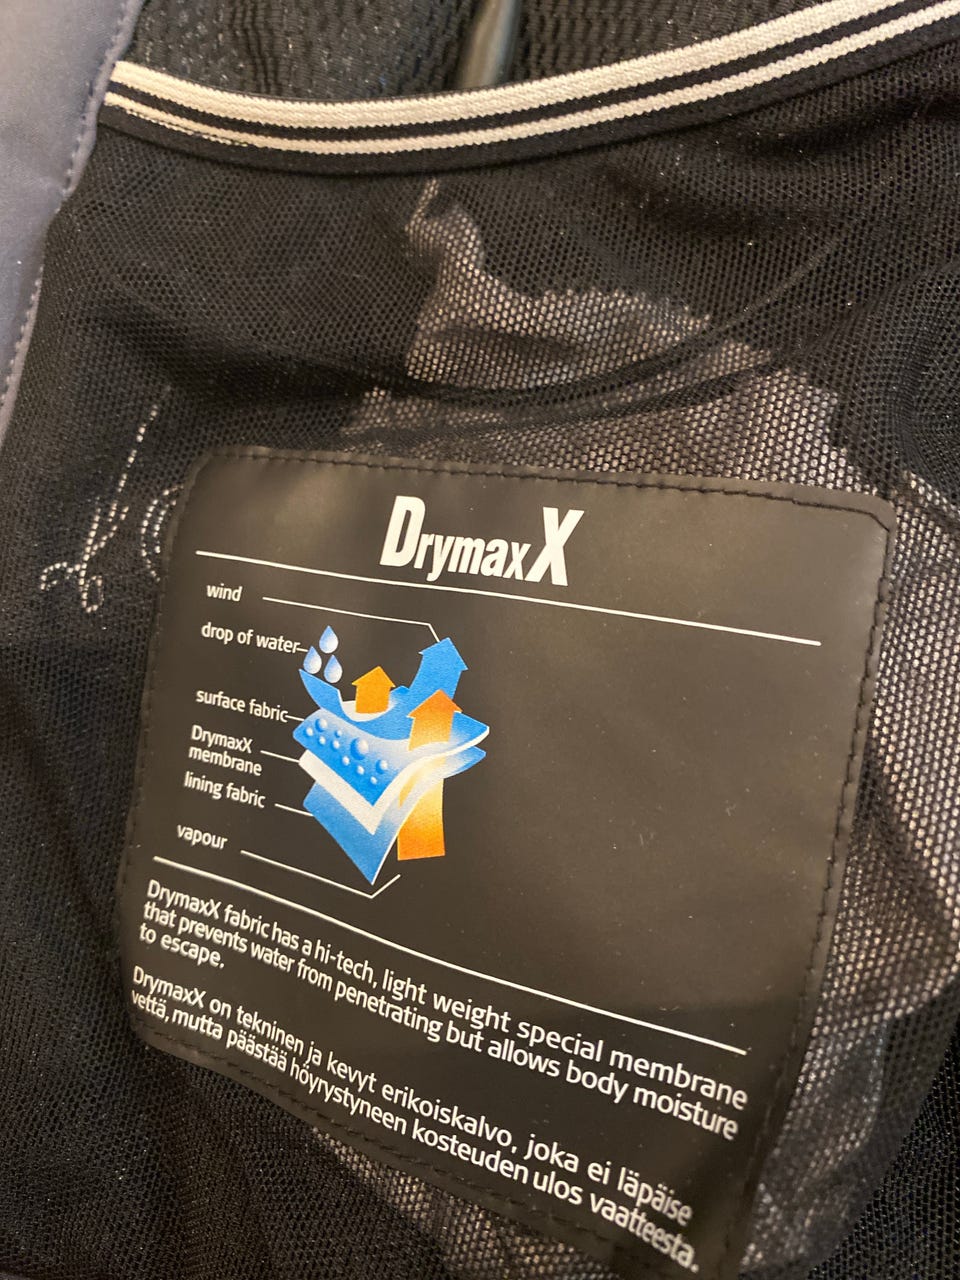 DrymaxX
wind
drop of water
surface fabric
DrymaxX
membrane
lining fabric
vapour
DrymaxX fabric has a hi-tech, light weight special membrane
that prevents water from penetrating but allows body moisture
to escape.
DrymaxX on tekninen ja kevyt erikoiskalvo, joka ei läpäise
vettä, mutta päästää höyrystyneen kosteuden ulos vaatteesta.